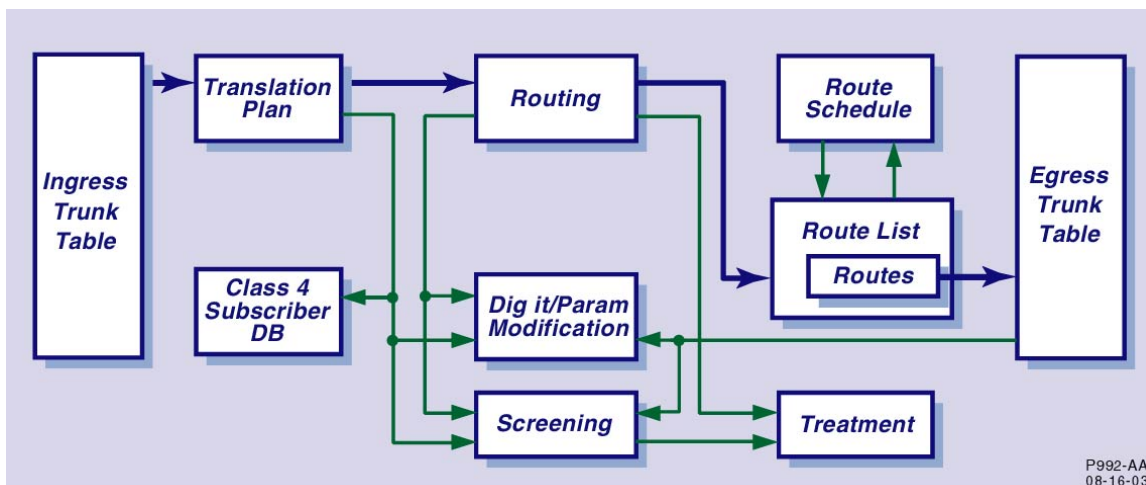 Ingress
Trunk
Table
Translation
Plan
Routing
Route
Schedule
Egress
Trunk
Table
Route List
Routes
Class 4
Subscriber
DB
Dig it/Param
Modification
Screening
Treatment
P992-AA
08-16-03